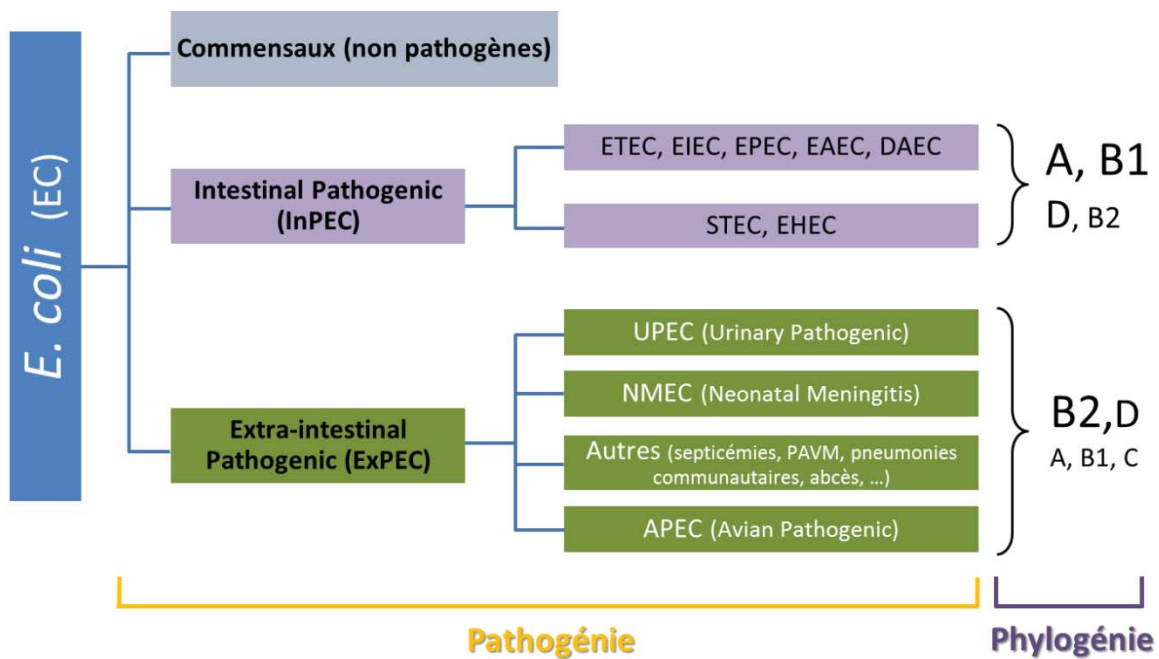 E. coli (EC)
Commensaux (non pathogènes)
Intestinal Pathogenic
(InPEC)
ETEC, EIEC, EPEC, EAEC, DAEC
STEC, EHEC
A, B1
D, B2
Extra-intestinal
Pathogenic (ExPEC)
UPEC (Urinary Pathogenic)
NMEC (Neonatal Meningitis)
Autres (septicémies, PAVM, pneumonies
communautaires, abcès, ...)
APEC (Avian Pathogenic)
B2,D
A, B1, C
Pathogénie
Phylogénie